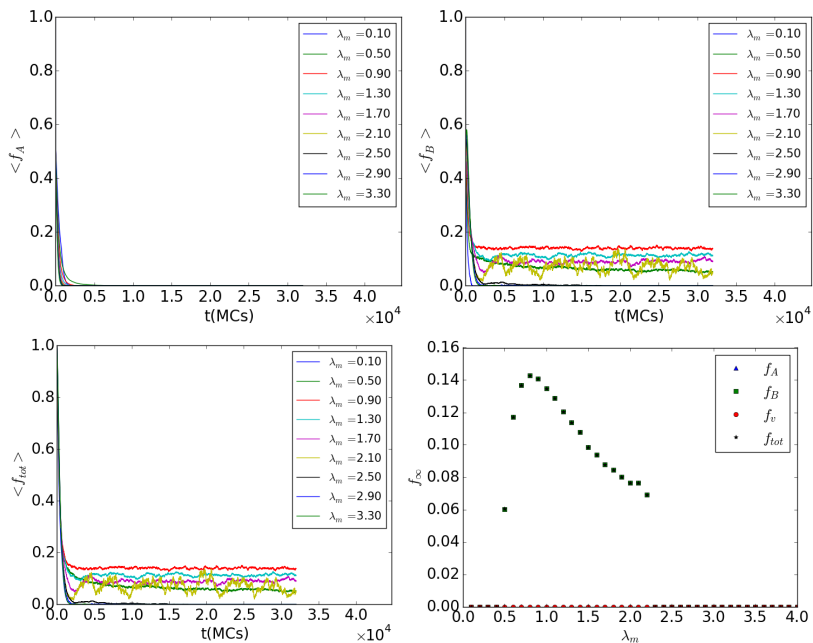 1.0
0.8
0.6
0.4
0.2
0.0
<f_A>
0 0.5 1.0 1.5 2.0 2.5 3.0 3.5 4.0
t(MCs)
×10^4
λ_m =0.10
λ_m =0.50
λ_m =0.90
λ_m =1.30
λ_m =1.70
λ_m =2.10
λ_m =2.50
λ_m =2.90
λ_m =3.30
1.0
0.8
0.6
0.4
0.2
0.0
<f_B>
0 0.5 1.0 1.5 2.0 2.5 3.0 3.5 4.0
t(MCs)
×10^4
λ_m =0.10
λ_m =0.50
λ_m =0.90
λ_m =1.30
λ_m =1.70
λ_m =2.10
λ_m =2.50
λ_m =2.90
λ_m =3.30
1.0
0.8
0.6
0.4
0.2
0.0
<f_tot>
0 0.5 1.0 1.5 2.0 2.5 3.0 3.5 4.0
t(MCs)
×10^4
λ_m =0.10
λ_m =0.50
λ_m =0.90
λ_m =1.30
λ_m =1.70
λ_m =2.10
λ_m =2.50
λ_m =2.90
λ_m =3.30
0.16
0.14
0.12
0.10
0.08
0.06
0.04
0.02
0.00
f_∞
0.0 0.5 1.0 1.5 2.0 2.5 3.0 3.5 4.0
λ_m
f_A
f_B
f_v
f_tot